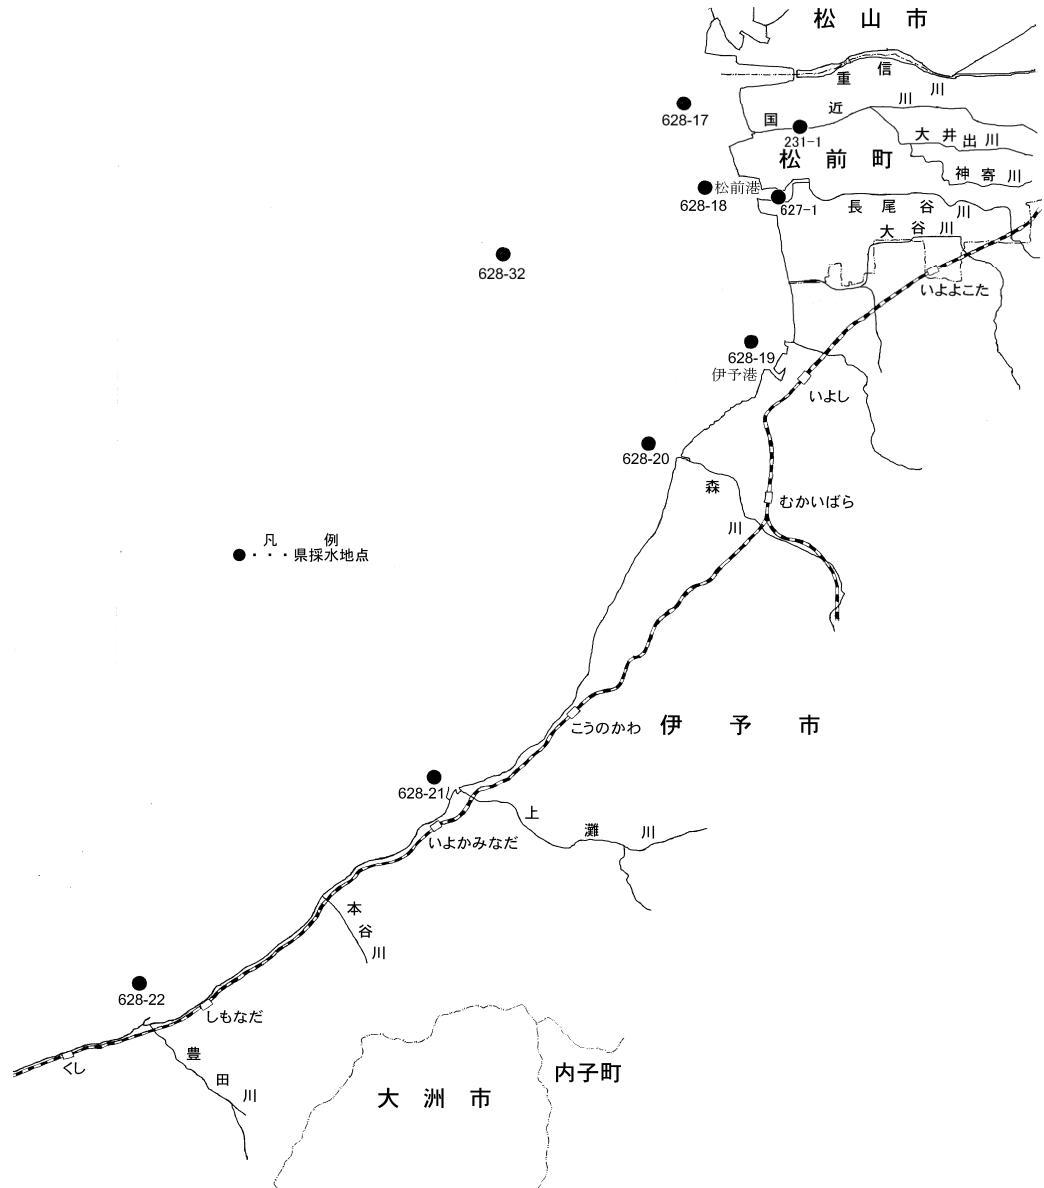 松山市
重信川
628-17
国近川
231-1
大井出川
松前町
神寄川
松前港
628-18
627-1
長尾谷川
大谷川
628-32
いよよこた
628-19
伊予港
いよし
628-20
森川
むかいばら
凡例
●・・・県採水地点
こうのかわ
伊予市
628-21
上灘川
いよかみなだ
本谷川
628-22
しもなだ
豊田川
くし
内子町
大洲市